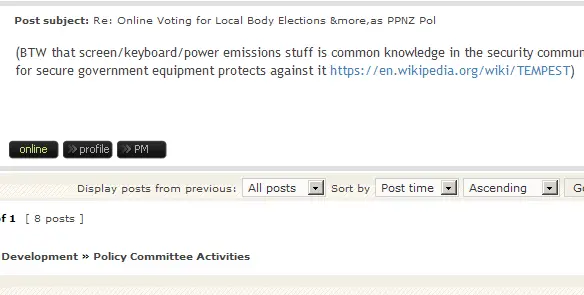 Post subject: Re: Online Voting for Local Body Elections &more,as PPNZ Pol
(BTW that screen/keyboard/power emissions stuff is common knowledge in the security commun
for secure government equipment protects against it https://en.wikipedia.org/wiki/TEMPEST)
online profile PM
Display posts from previous: All posts Sort by Post time Ascending G
of 1 [ 8 posts ]
Development » Policy Committee Activities